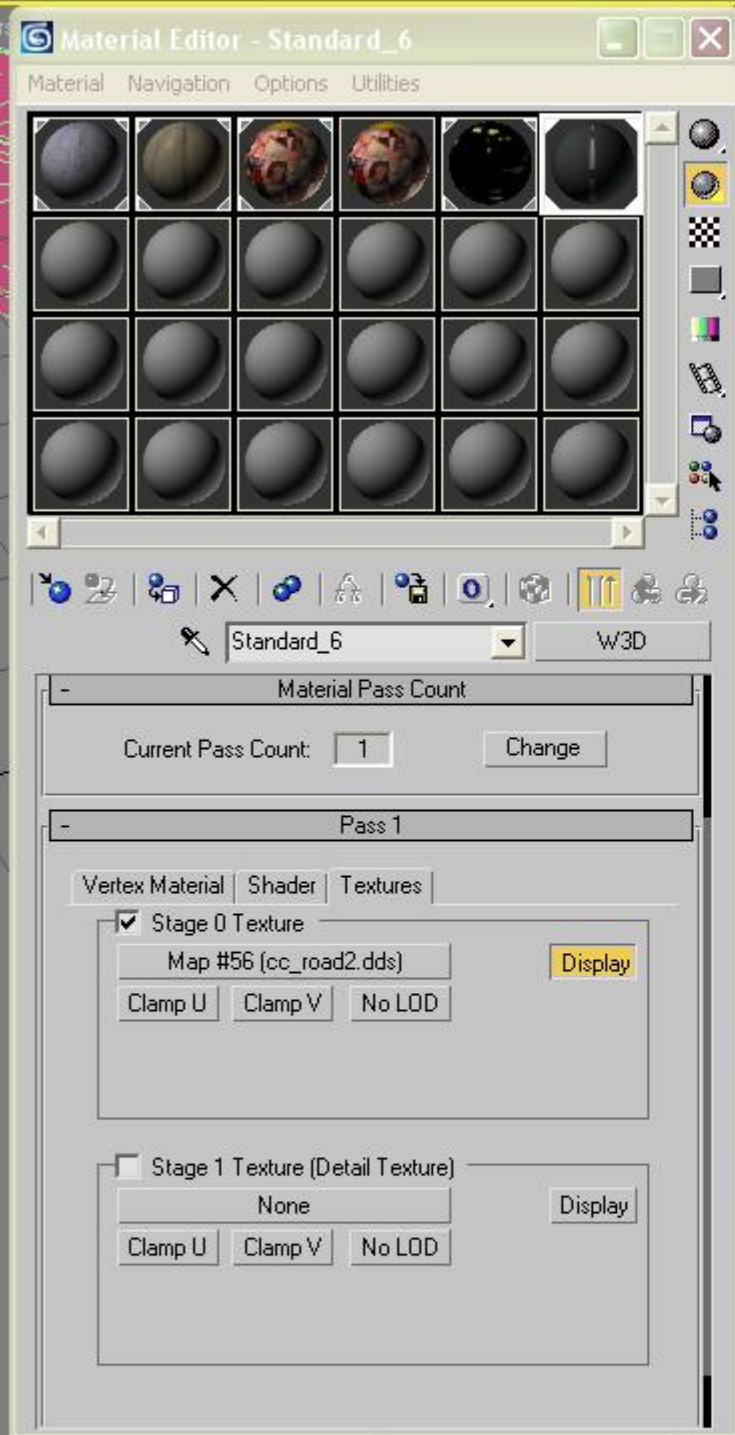 Material Editor - Standard_6
Material Navigation Options Utilities
Standard_6 W3D
- Material Pass Count
Current Pass Count: 1 Change
- Pass 1
Vertex Material Shader Textures
Stage 0 Texture
Map #56 (cc_road2.dds) Display
Clamp U Clamp V No LOD
Stage 1 Texture (Detail Texture)
None Display
Clamp U Clamp V No LOD